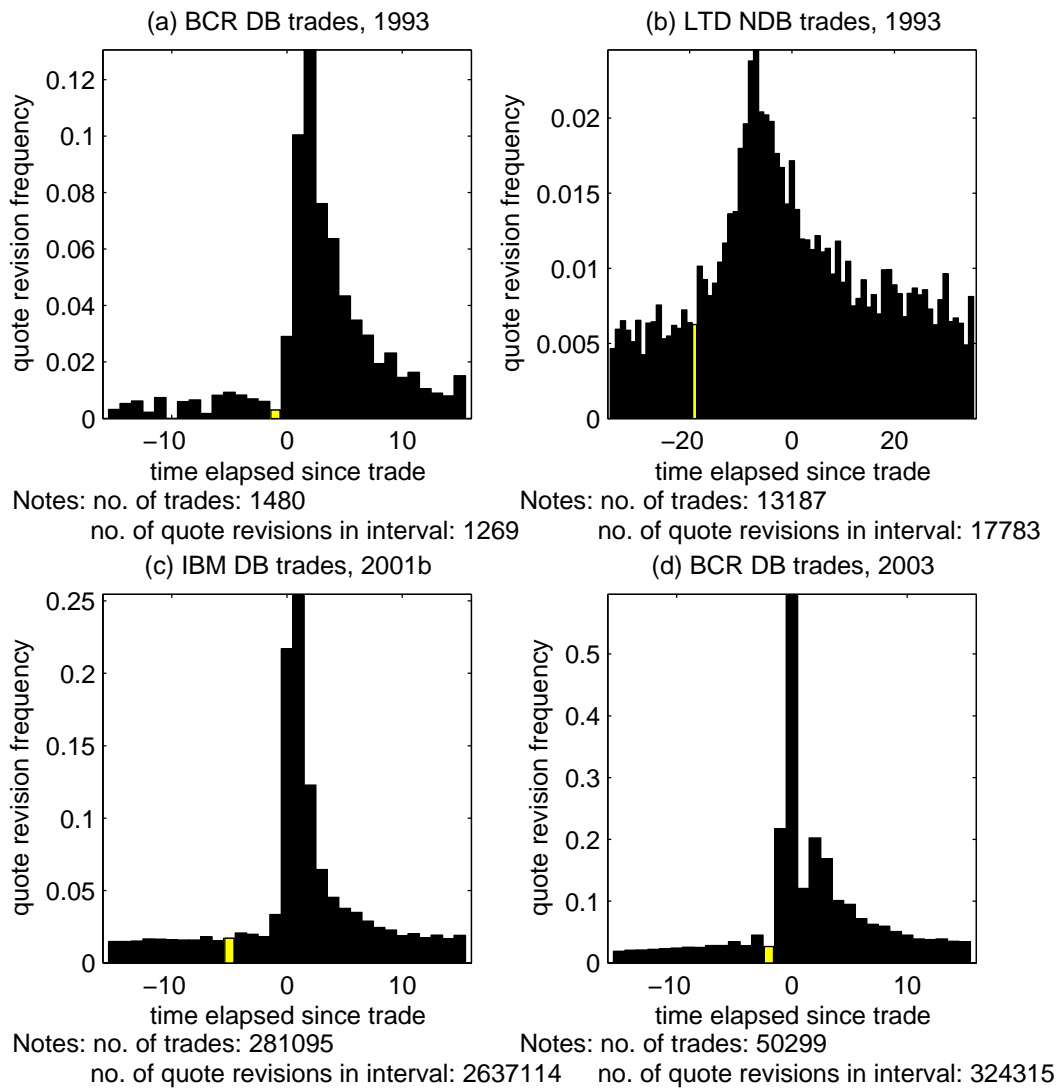 (a) BCR DB trades, 1993
0.12
0.1
0.08
0.06
0.04
0.02
0
quote revision frequency
−10 0 10
time elapsed since trade
Notes: no. of trades: 1480
no. of quote revisions in interval: 1269
(b) LTD NDB trades, 1993
0.02
0.015
0.01
0.005
0
quote revision frequency
−20 0 20
time elapsed since trade
Notes: no. of trades: 13187
no. of quote revisions in interval: 17783
(c) IBM DB trades, 2001b
0.25
0.2
0.15
0.1
0.05
0
quote revision frequency
−10 0 10
time elapsed since trade
Notes: no. of trades: 281095
no. of quote revisions in interval: 2637114
(d) BCR DB trades, 2003
0.5
0.4
0.3
0.2
0.1
0
quote revision frequency
−10 0 10
time elapsed since trade
Notes: no. of trades: 50299
no. of quote revisions in interval: 324315